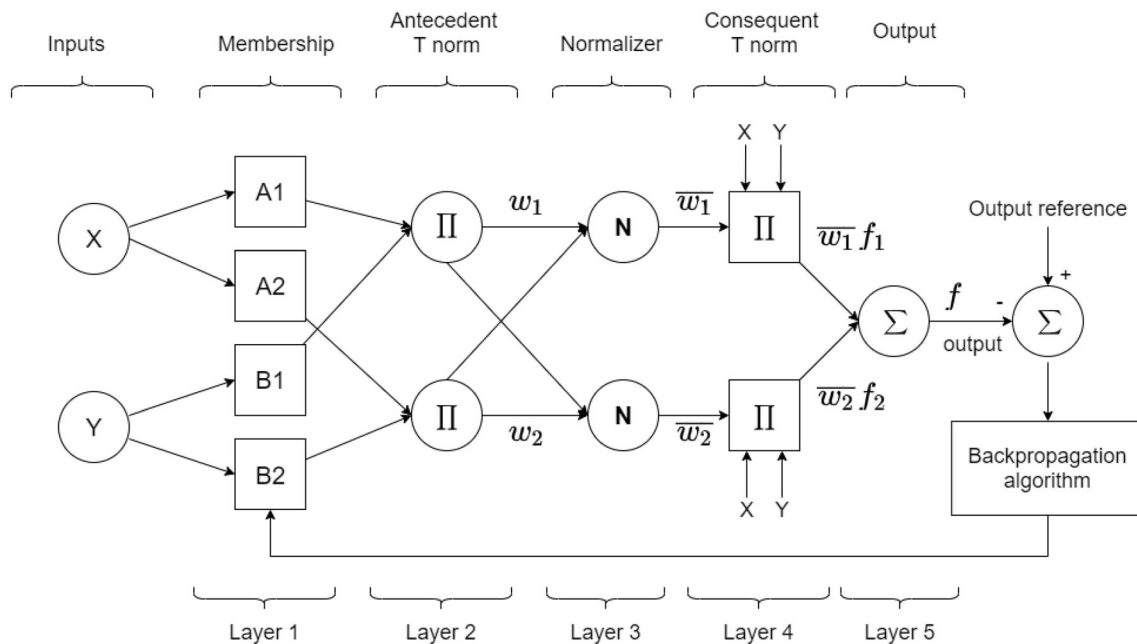 Inputs
Membership
Antecedent
T norm
Normalizer
Consequent
T norm
Output
X
Y
A1
A2
B1
B2
X
Y
∏
∏
w₁
w₂
N
N
w̅₁
w̅₂
X Y
∏
∏
X Y
w̅₁ f₁
w̅₂ f₂
∑
f
output
-
+
Output reference
∑
Backpropagation
algorithm
Layer 1
Layer 2
Layer 3
Layer 4
Layer 5